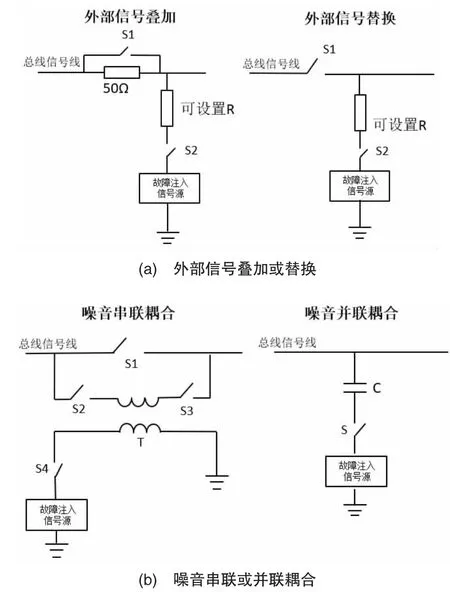 外部信号叠加
外部信号替换
S1
总线信号线
50Ω
可设置R
S2
故障注入
信号源
S1
总线信号线
可设置R
S2
故障注入
信号源
(a) 外部信号叠加或替换
噪音串联耦合
噪音并联耦合
总线信号线
S1
S2
S3
T
S4
故障注入
信号源
总线信号线
C
S
故障注入
信号源
(b) 噪音串联或并联耦合